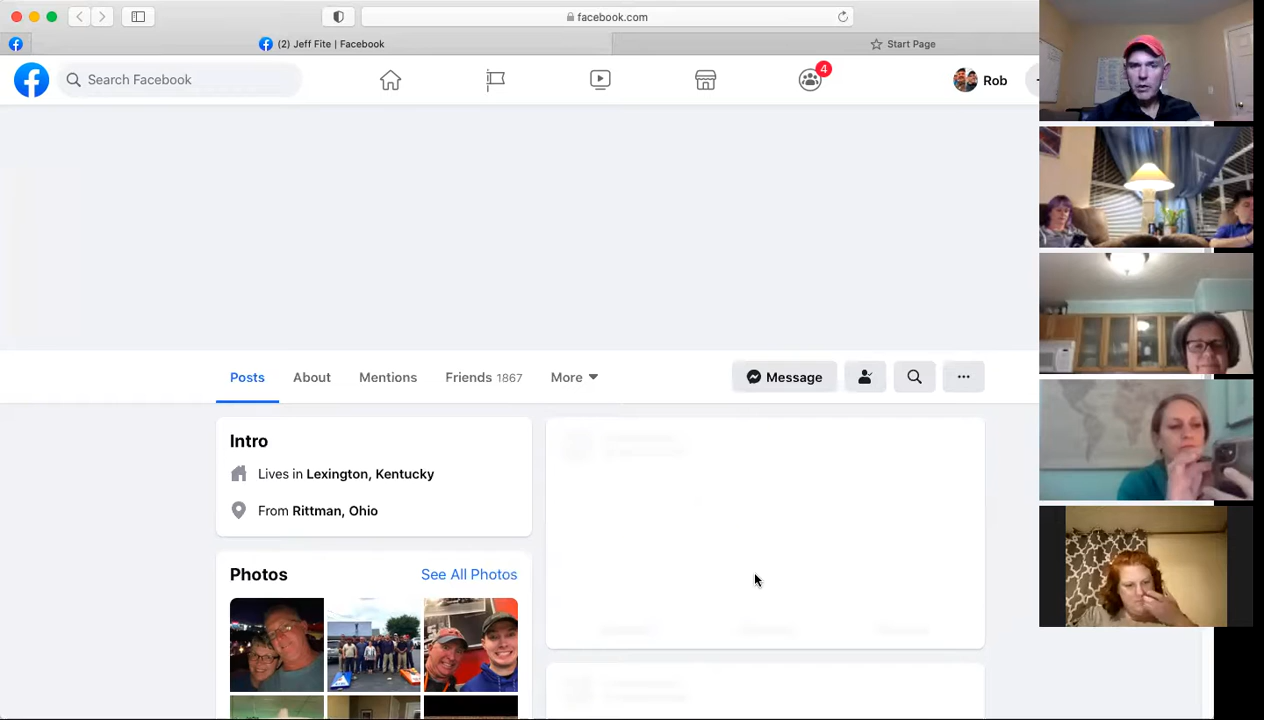 facebook.com
(2) Jeff Fite | Facebook
Start Page
Search Facebook
4
Rob
Posts
About
Mentions
Friends 1867
More
Message
Intro
Lives in Lexington, Kentucky
From Rittman, Ohio
Photos
See All Photos